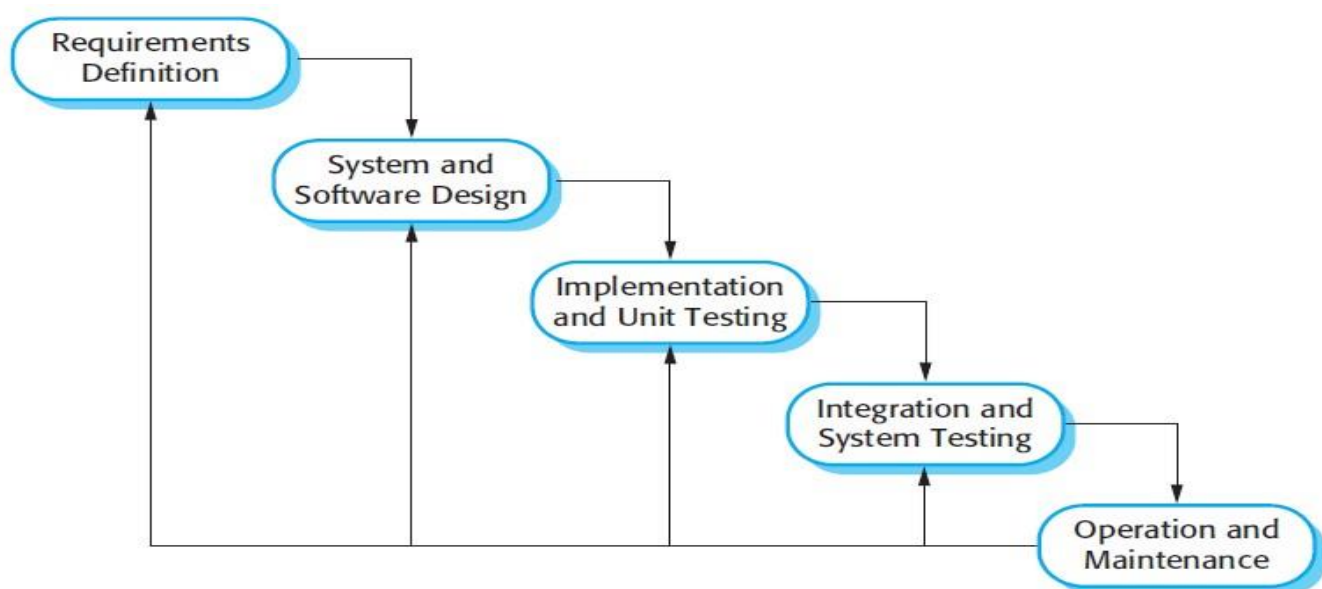 Requirements
Definition
System and
Software Design
Implementation
and Unit Testing
Integration and
System Testing
Operation and
Maintenance